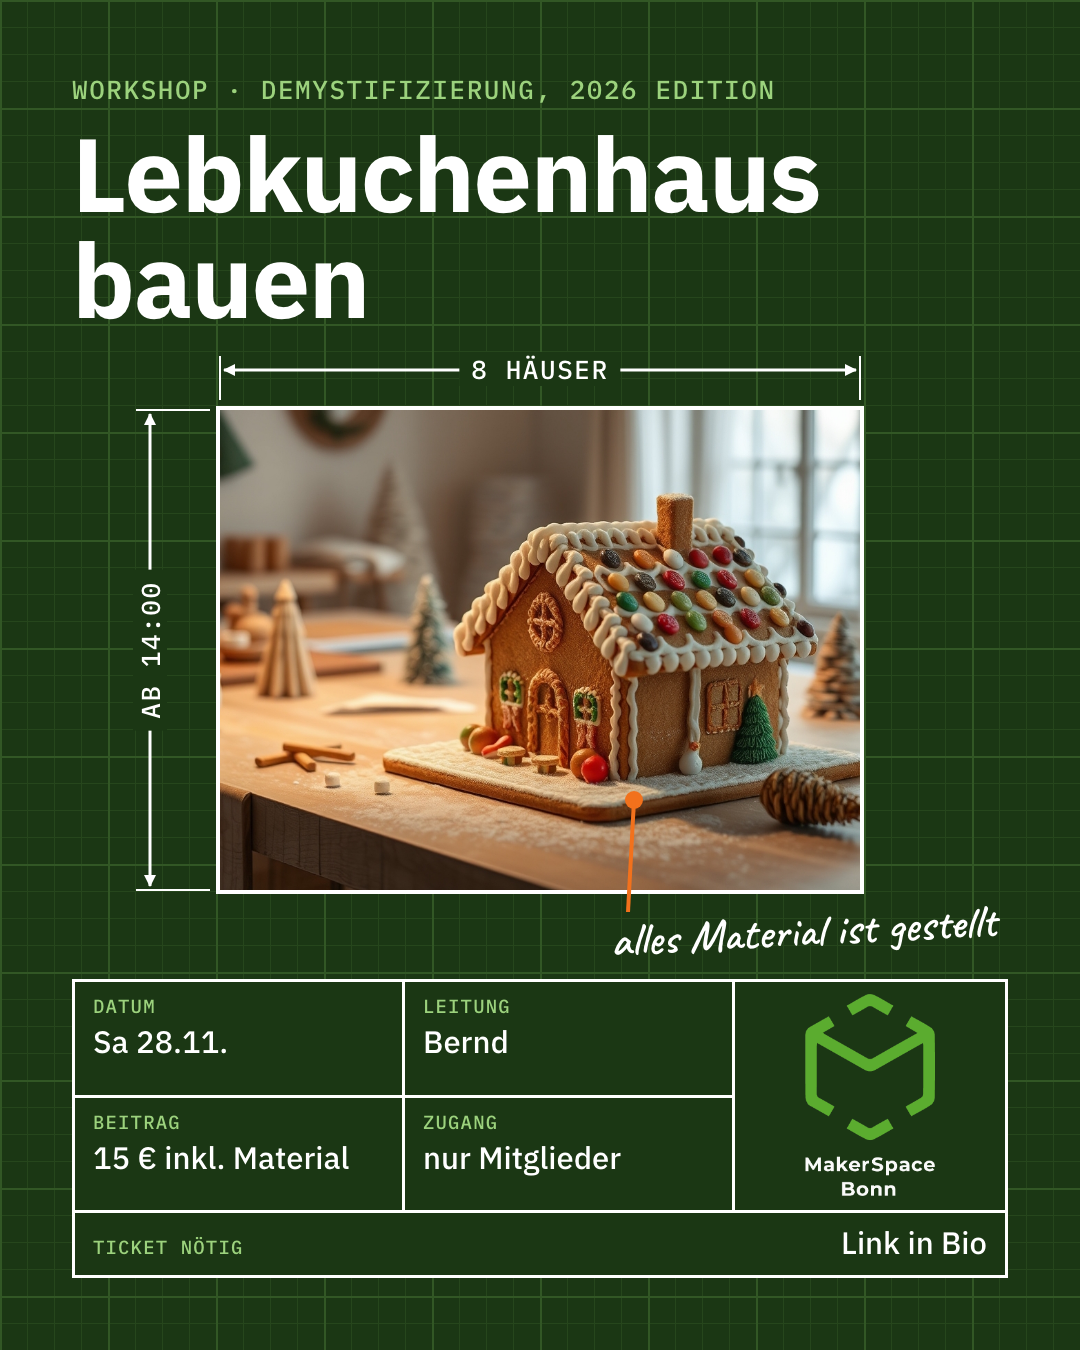 WORKSHOP · DEMYSTIFIZIERUNG, 2026 EDITION
Lebkuchenhaus
bauen
8 HÄUSER
AB 14:00
alles Material ist gestellt
DATUM
Sa 28.11.
LEITUNG
Bernd
BEITRAG
15 € inkl. Material
ZUGANG
nur Mitglieder
MakerSpace
Bonn
TICKET NÖTIG
Link in Bio